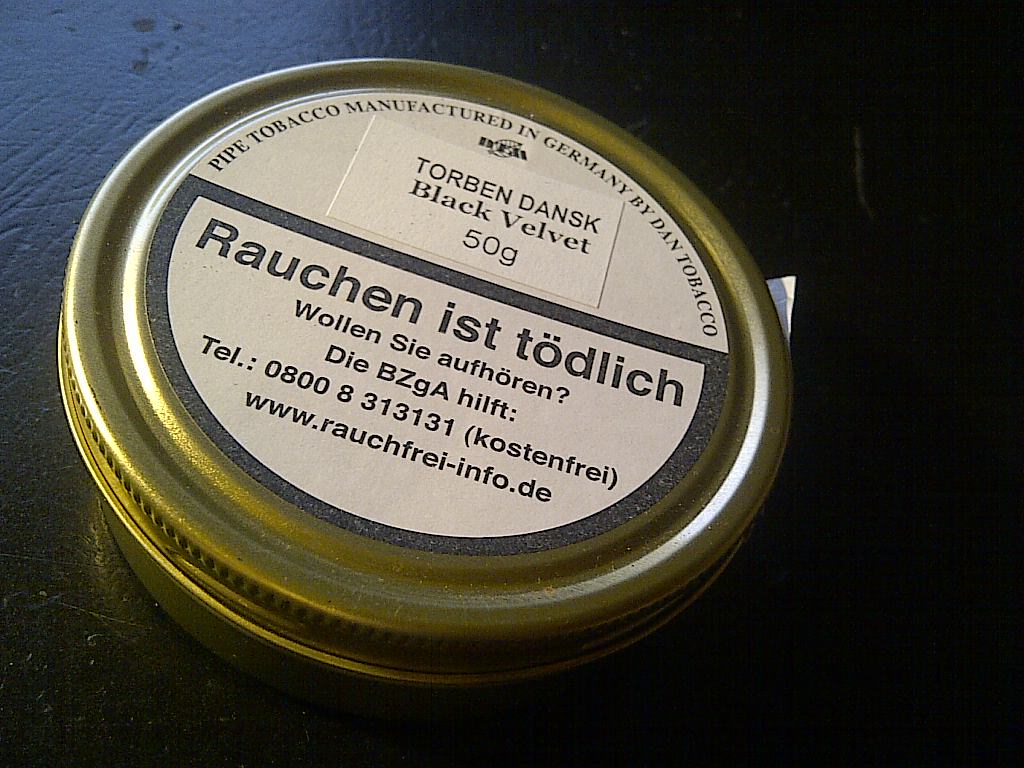 PIPE TOBACCO MANUFACTURED IN GERMANY BY DAN TOBACCO
TORBEN DANSK
Black Velvet
50g
Rauchen ist tödlich
Wollen Sie aufhören?
Die BZgA hilft:
Tel.: 0800 8 313131 (kostenfrei)
www.rauchfrei-info.de